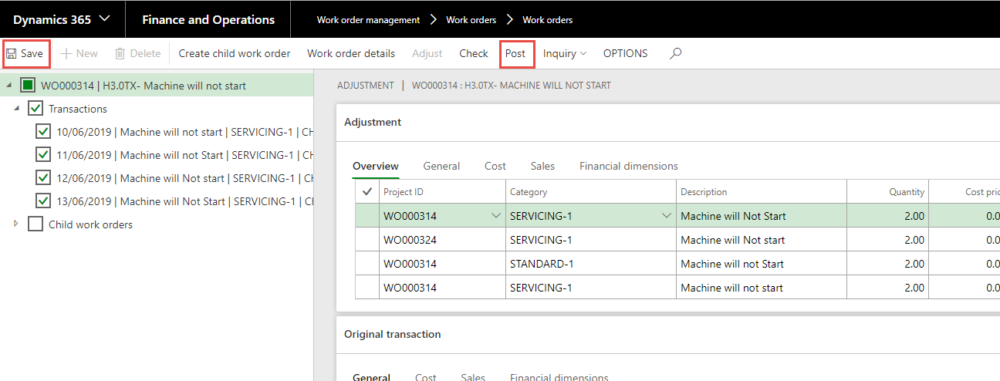 Dynamics 365 Finance and Operations Work order management Work orders Work orders
Save New Delete Create child work order Work order details Adjust Check Post Inquiry OPTIONS
WO000314 | H3.0TX- Machine will not start
Transactions
10/06/2019 | Machine will not start | SERVICING-1 | CH
11/06/2019 | Machine will not Start | SERVICING-1 | CH
12/06/2019 | Machine will Not start | SERVICING-1 | CH
13/06/2019 | Machine will Not Start | SERVICING-1 | CH
Child work orders
ADJUSTMENT | WO000314 : H3.0TX- MACHINE WILL NOT START
Adjustment
Overview General Cost Sales Financial dimensions
Project ID Category Description Quantity Cost pric
WO000314 SERVICING-1 Machine will Not Start 2.00 0.0
WO000324 SERVICING-1 Machine will Not start 2.00 0.0
WO000314 STANDARD-1 Machine will not Start 2.00 0.0
WO000314 SERVICING-1 Machine will not start 2.00 0.0
Original transaction
General Cost Sales Financial dimensions